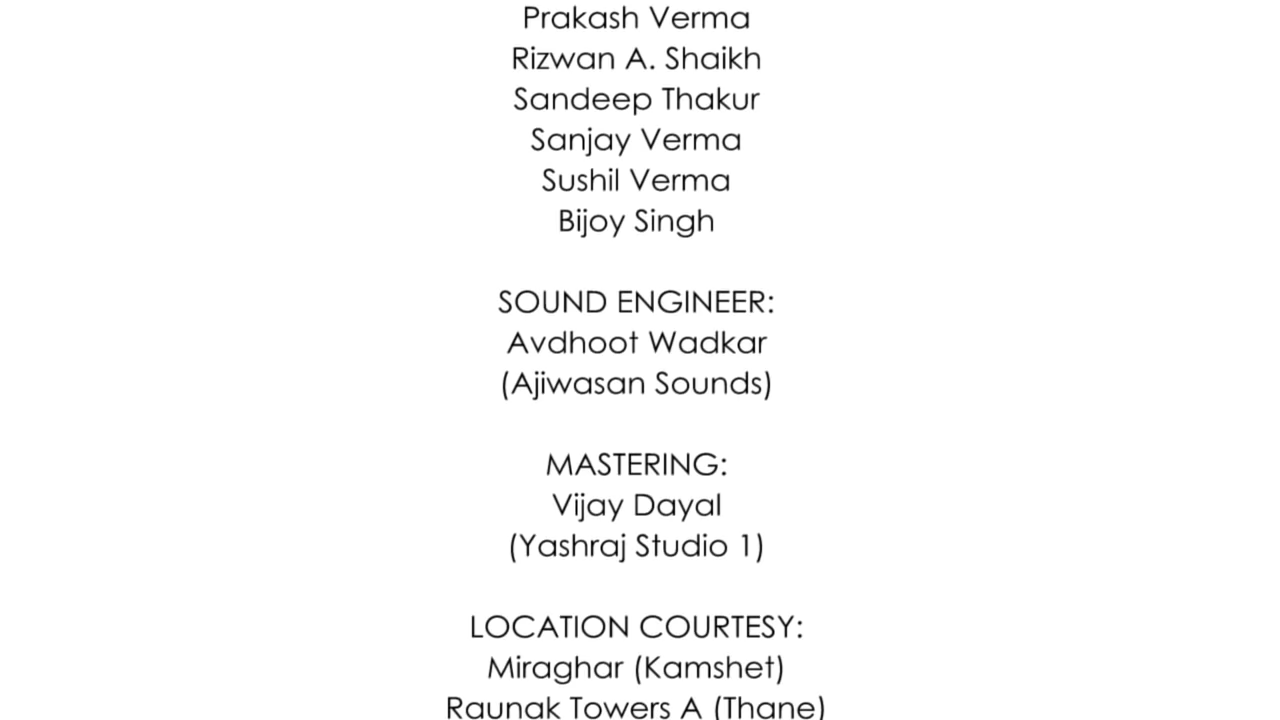 Prakash Verma
Rizwan A. Shaikh
Sandeep Thakur
Sanjay Verma
Sushil Verma
Bijoy Singh
SOUND ENGINEER:
Avdhoot Wadkar
(Ajiwasan Sounds)
MASTERING:
Vijay Dayal
(Yashraj Studio 1)
LOCATION COURTESY:
Miraghar (Kamshet)
Raunak Towers A (Thane)